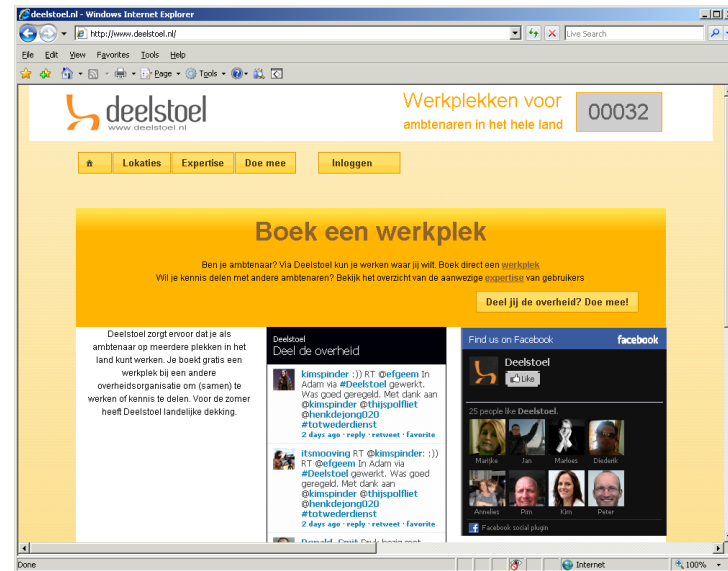 deelstoel.nl - Windows Internet Explorer
http://www.deelstoel.nl/
Live Search
File Edit View Favorites Tools Help
Page Tools
deelstoel
www.deelstoel.nl
Werkplekken voor
ambtenaren in het hele land
00032
Lokaties Expertise Doe mee Inloggen
Boek een werkplek
Ben je ambtenaar? Via Deelstoel kun je werken waar jij wilt. Boek direct een werkplek
Wil je kennis delen met andere ambtenaren? Bekijk het overzicht van de aanwezige expertise van gebruikers
Deel jij de overheid? Doe mee!
Deelstoel zorgt ervoor dat je als
ambtenaar op meerdere plekken in het
land kunt werken. Je boekt gratis een
werkplek bij een andere
overheidsorganisatie om (samen) te
werken of kennis te delen. Voor de zomer
heeft Deelstoel landelijke dekking.
Deelstoel
Deel de overheid
kimspinder :)) RT @efgeem In
Adam via #Deelstoel gewerkt.
Was goed geregeld. Met dank aan
@kimspinder @thijspolfliet
@henkdejong020
#totwederdienst
2 days ago · reply · retweet · favorite
itsmooving RT @kimspinder: :))
RT @efgeem In Adam via
#Deelstoel gewerkt. Was goed
geregeld. Met dank aan
@kimspinder @thijspolfliet
@henkdejong020
#totwederdienst
2 days ago · reply · retweet · favorite
Ronald_Smit Druk bezig met
Find us on Facebook facebook
Deelstoel
Like
25 people like Deelstoel.
Marijke Jan Marloes Diederik
Annelies Pim Kim Peter
Facebook social plugin
Done
Internet
100%